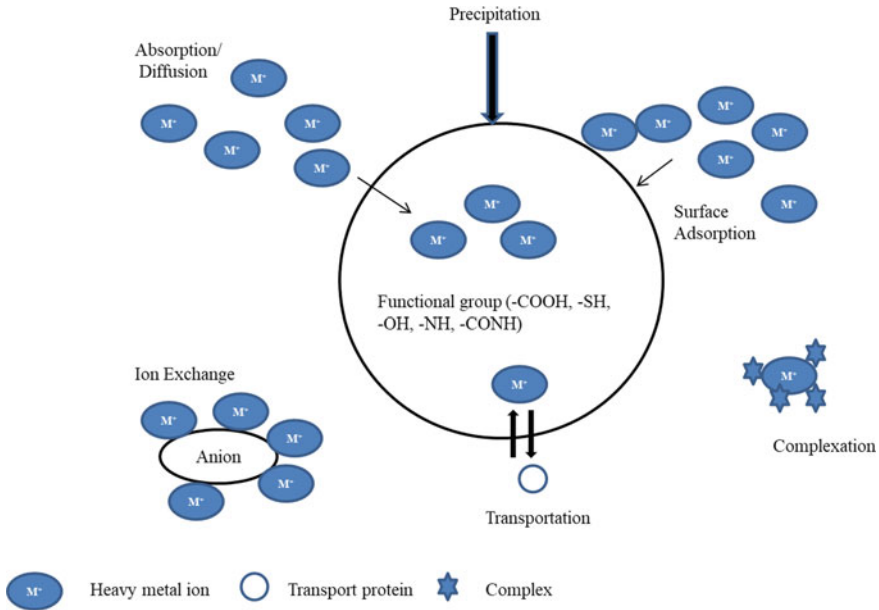 Precipitation
Absorption/
Diffusion
M⁺
M⁺
M⁺
M⁺
M⁺
M⁺
M⁺
M⁺
M⁺
M⁺
M⁺
Surface
Adsorption
M⁺
M⁺
M⁺
Functional group (-COOH, -SH,
-OH, -NH, -CONH)
M⁺
M⁺
Complexation
Ion Exchange
M⁺
M⁺
M⁺
Anion
M⁺
M⁺
Transportation
M⁺ Heavy metal ion Transport protein Complex